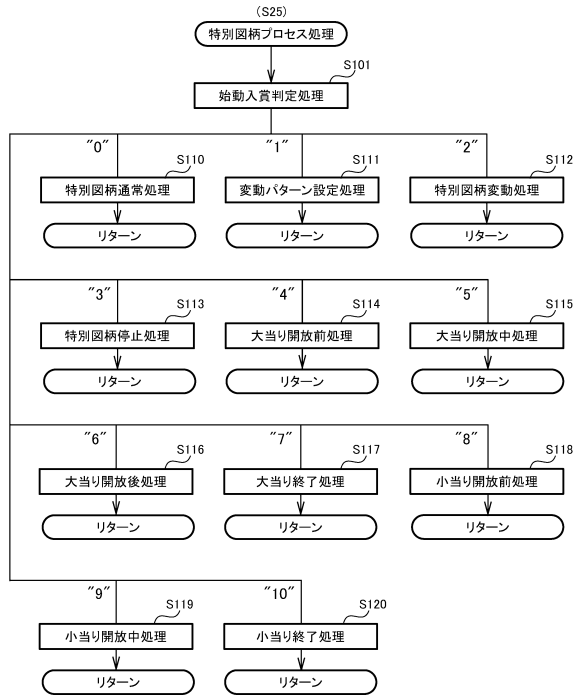 (S25)
特別図柄プロセス処理
S101
始動入賞判定処理
"0"
"1"
"2"
S110
S111
S112
特別図柄通常処理
変動パターン設定処理
特別図柄変動処理
リターン
リターン
リターン
"3"
"4"
"5"
S113
S114
S115
特別図柄停止処理
大当り開放前処理
大当り開放中処理
リターン
リターン
リターン
"6"
"7"
"8"
S116
S117
S118
大当り開放後処理
大当り終了処理
小当り開放前処理
リターン
リターン
リターン
"9"
"10"
S119
S120
小当り開放中処理
小当り終了処理
リターン
リターン